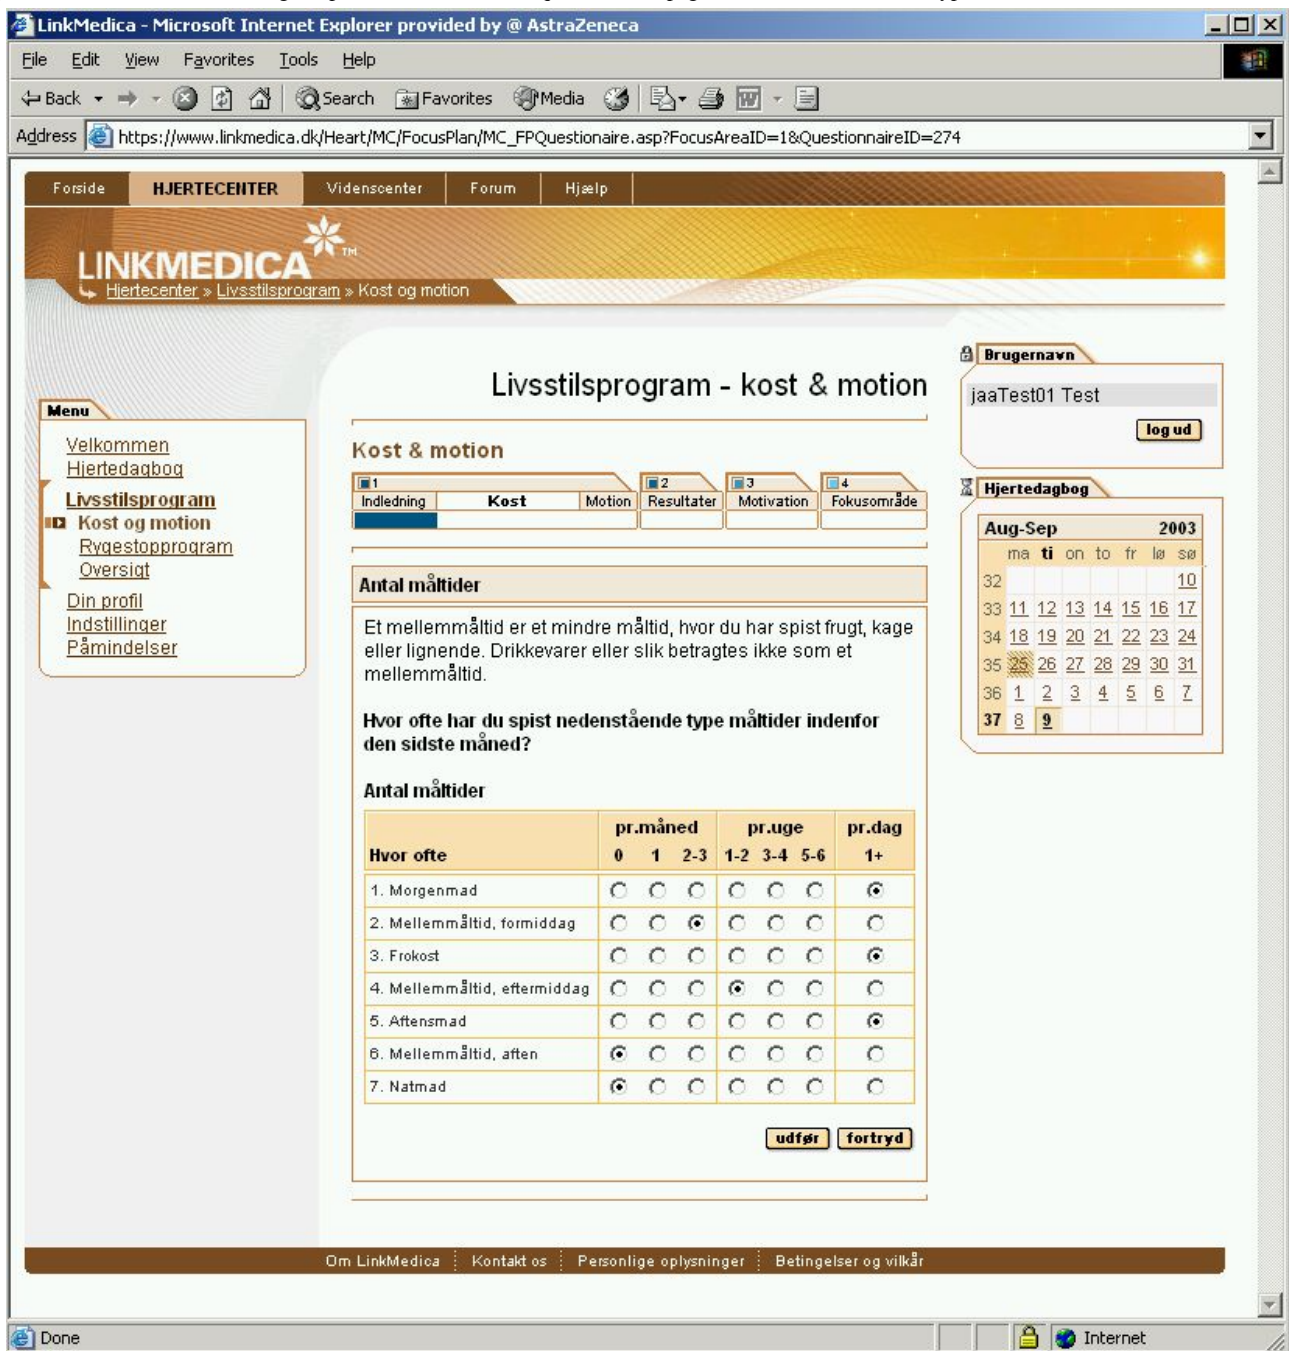 LinkMedica - Microsoft Internet Explorer provided by @ AstraZeneca
File Edit View Favorites Tools Help
Back Search Favorites Media
Address https://www.linkmedica.dk/Heart/MC/FocusPlan/MC_FPQuestionaire.asp?FocusAreaID=1&QuestionnaireID=274
Forside HJERTECENTER Videnscenter Forum Hjælp
LINKMEDICA TM
Hjertecenter » Livsstilsprogram » Kost og motion
Livsstilsprogram - kost & motion
Menu
Velkommen
Hjertedagbog
Livsstilsprogram
Kost og motion
Rygestopprogram
Oversigt
Din profil
Indstillinger
Påmindelser
Kost & motion
1 2 3 4
Indledning Kost Motion Resultater Motivation Fokusområde
Antal måltider
Et mellemmåltid er et mindre måltid, hvor du har spist frugt, kage
eller lignende. Drikkevarer eller slik betragtes ikke som et
mellemmåltid.
Hvor ofte har du spist nedenstående type måltider indenfor
den sidste måned?
Antal måltider
pr.måned pr.uge pr.dag
Hvor ofte 0 1 2-3 1-2 3-4 5-6 1+
1. Morgenmad
2. Mellemmåltid, formiddag
3. Frokost
4. Mellemmåltid, eftermiddag
5. Aftensmad
6. Mellemmåltid, aften
7. Natmad
udfør fortryd
Brugernavn
jaaTest01 Test
log ud
Hjertedagbog
Aug-Sep 2003
ma ti on to fr lø sø
32 10
33 11 12 13 14 15 16 17
34 18 19 20 21 22 23 24
35 25 26 27 28 29 30 31
36 1 2 3 4 5 6 7
37 8 9
Om LinkMedica Kontakt os Personlige oplysninger Betingelser og vilkår
Done Internet